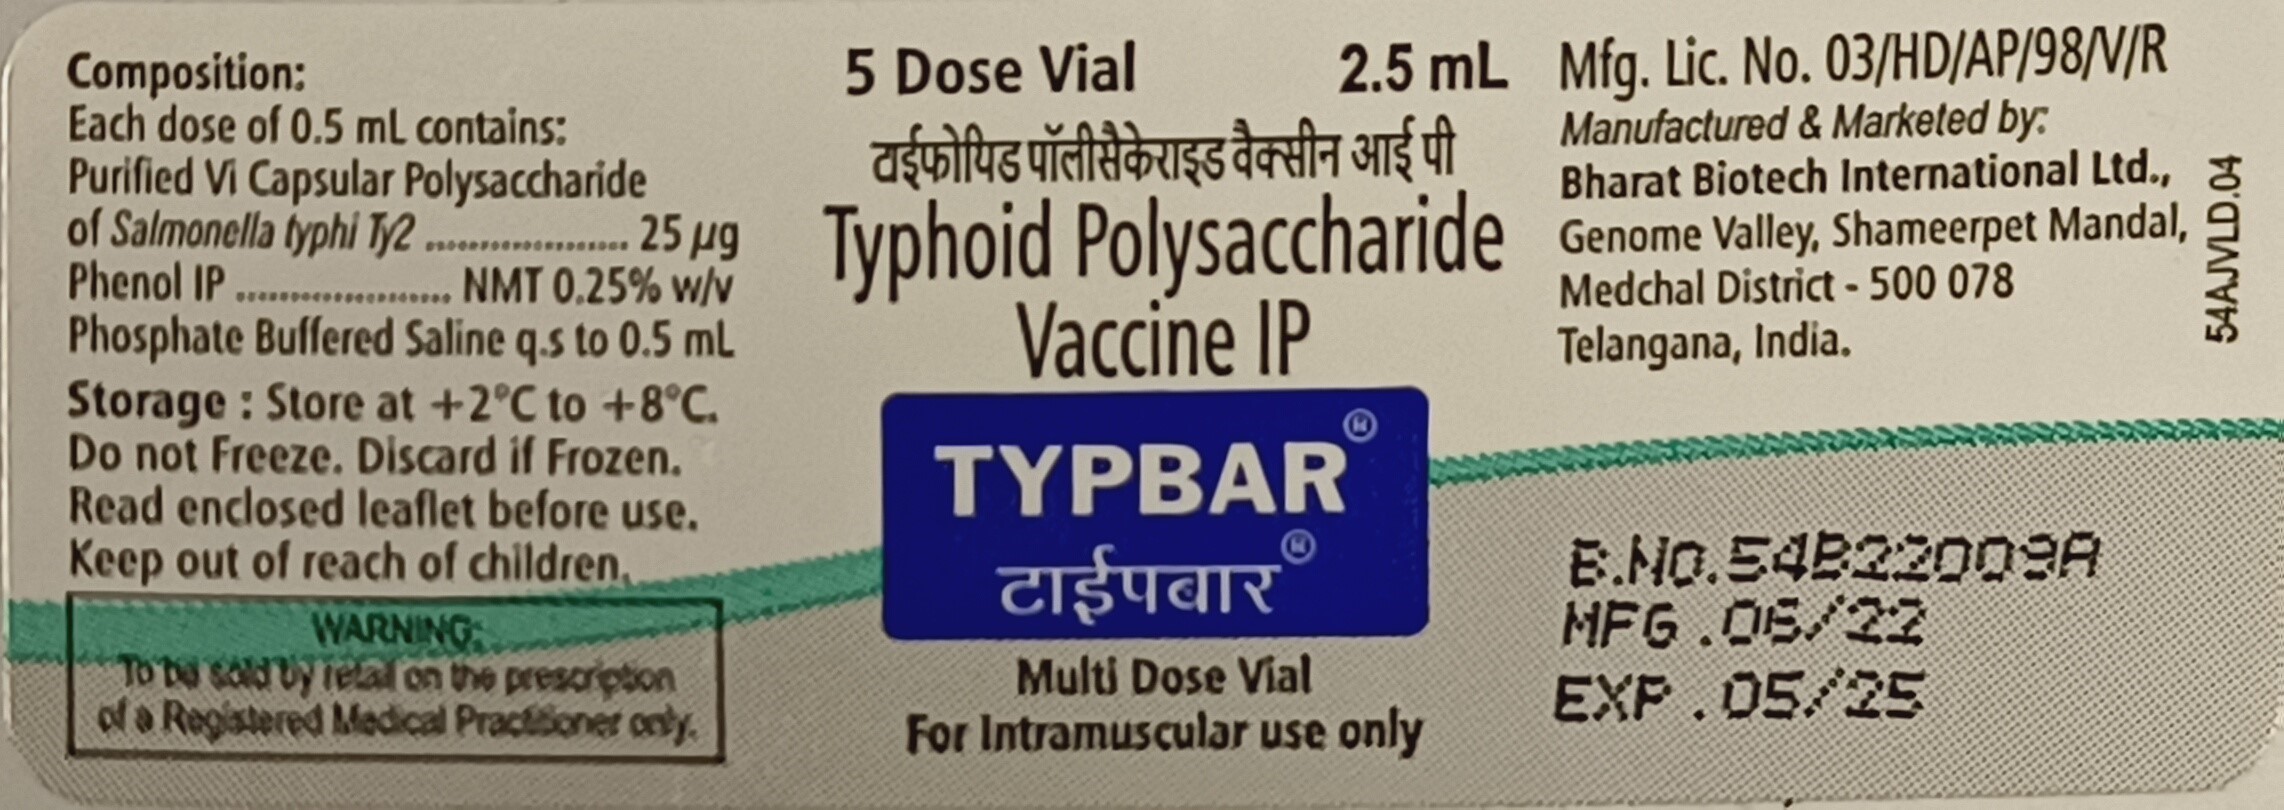 Composition:
Each dose of 0.5 mL contains:
Purified Vi Capsular Polysaccharide
of Salmonella typhi Ty2 .................... 25 µg
Phenol IP ...................... NMT 0.25% w/v
Phosphate Buffered Saline q.s to 0.5 mL
Storage : Store at +2°C to +8°C.
Do not Freeze. Discard if Frozen.
Read enclosed leaflet before use.
Keep out of reach of children.
WARNING:
To be sold by retail on the prescription
of a Registered Medical Practitioner only.
5 Dose Vial 2.5 mL
टाईफोयिड पॉलीसैकेराइड वैक्सीन आई पी
Typhoid Polysaccharide
Vaccine IP
TYPBAR®
टाईपबार®
Multi Dose Vial
For Intramuscular use only
Mfg. Lic. No. 03/HD/AP/98/V/R
Manufactured & Marketed by:
Bharat Biotech International Ltd.,
Genome Valley, Shameerpet Mandal,
Medchal District - 500 078
Telangana, India.
54AJVLD.04
B.NO.54B22009A
MFG.06/22
EXP.05/25